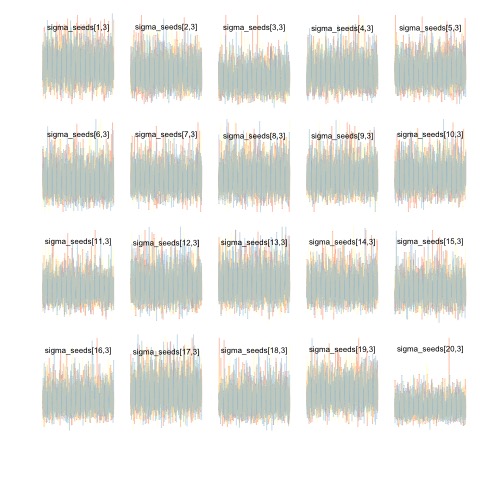 sigma_seeds[1,3]
sigma_seeds[2,3]
sigma_seeds[3,3]
sigma_seeds[4,3]
sigma_seeds[5,3]
sigma_seeds[6,3]
sigma_seeds[7,3]
sigma_seeds[8,3]
sigma_seeds[9,3]
sigma_seeds[10,3]
sigma_seeds[11,3]
sigma_seeds[12,3]
sigma_seeds[13,3]
sigma_seeds[14,3]
sigma_seeds[15,3]
sigma_seeds[16,3]
sigma_seeds[17,3]
sigma_seeds[18,3]
sigma_seeds[19,3]
sigma_seeds[20,3]